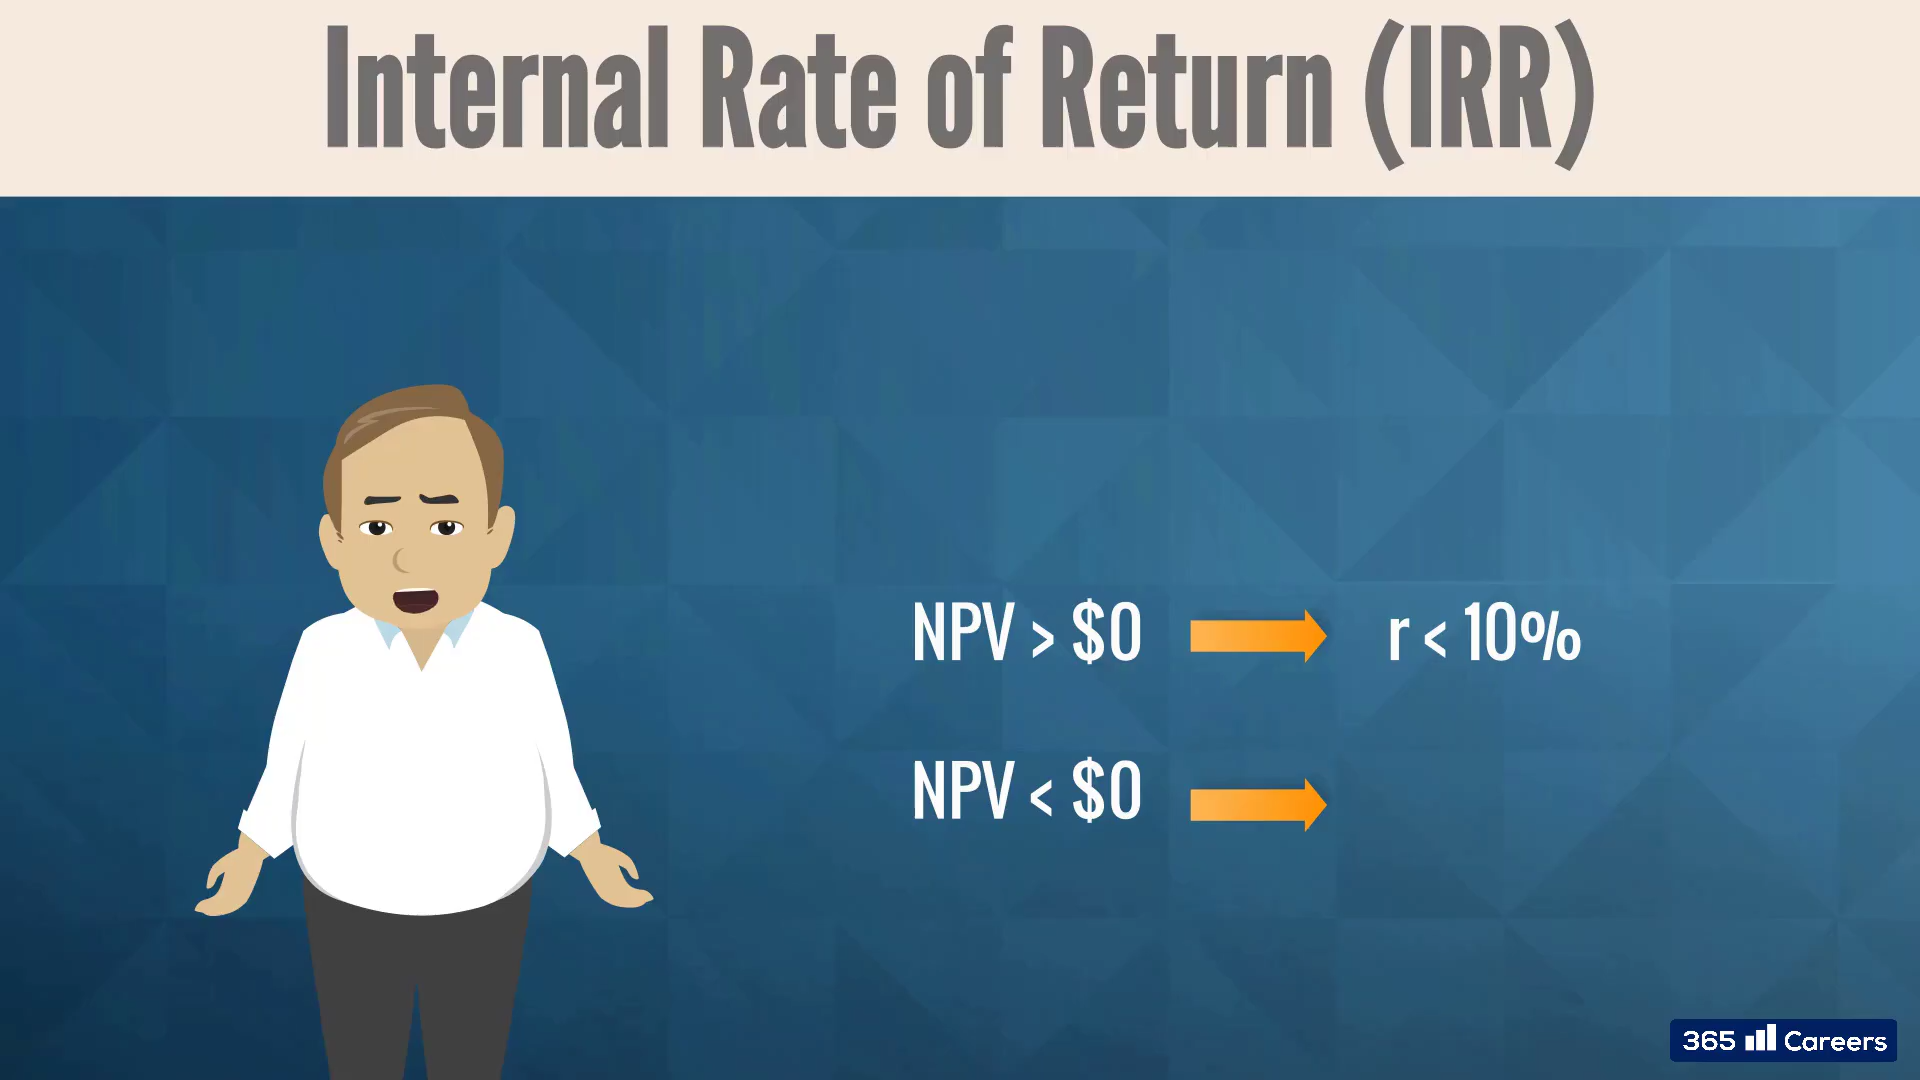 Internal Rate of Return (IRR)
NPV > $0 r < 10%
NPV < $0
365 Careers